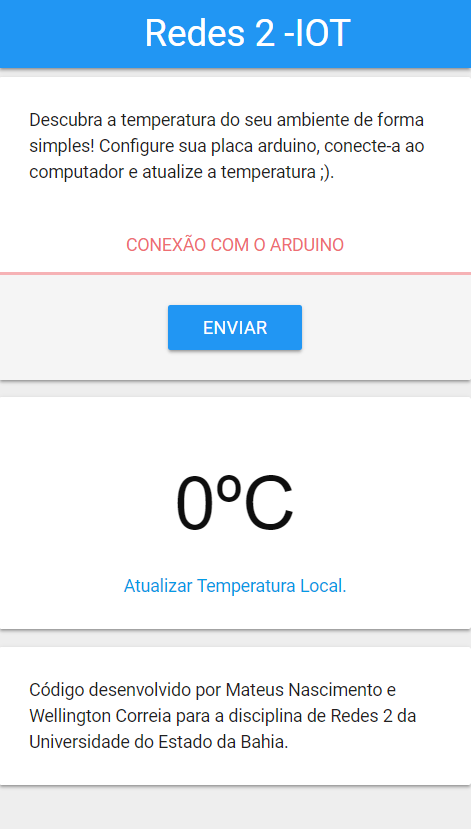 Redes 2 -IOT
Descubra a temperatura do seu ambiente de forma
simples! Configure sua placa arduino, conecte-a ao
computador e atualize a temperatura ;).
CONEXÃO COM O ARDUINO
ENVIAR
0ºC
Atualizar Temperatura Local.
Código desenvolvido por Mateus Nascimento e
Wellington Correia para a disciplina de Redes 2 da
Universidade do Estado da Bahia.